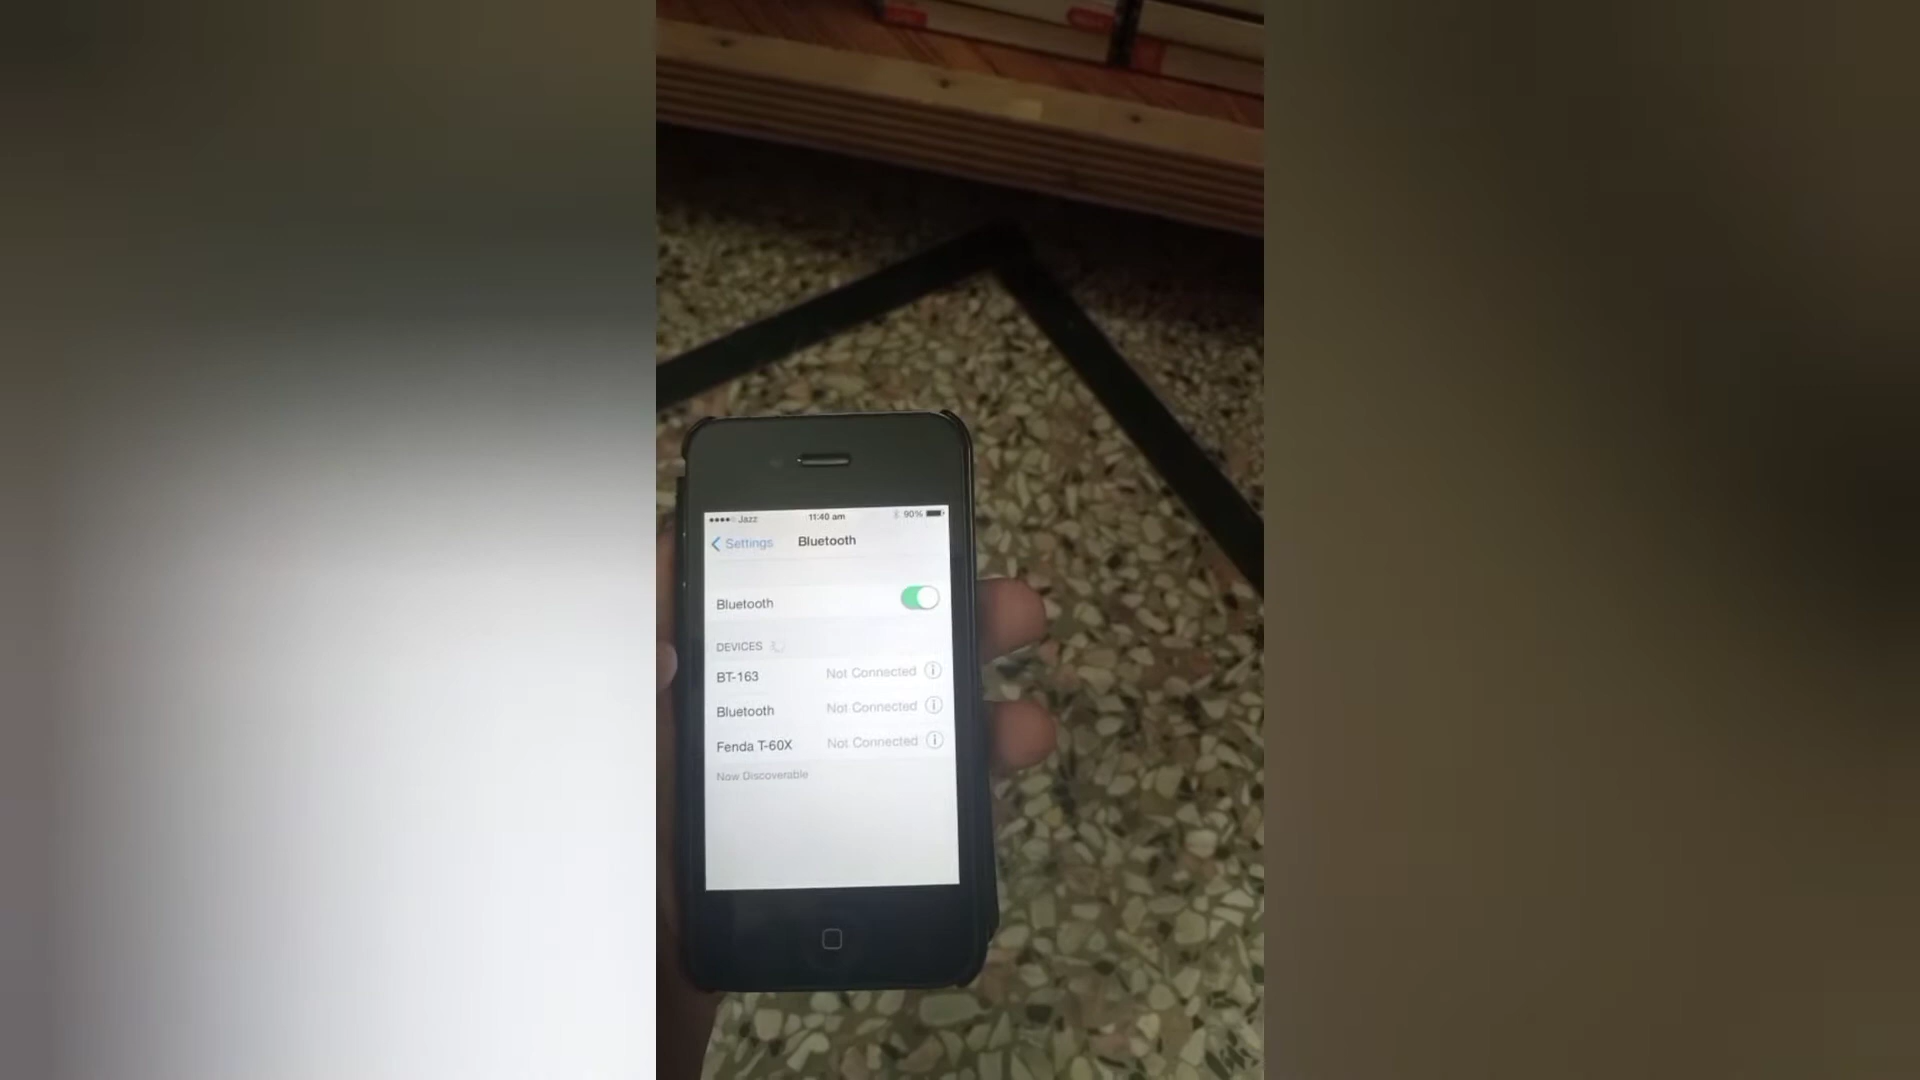 Jazz 11:40 am 90%
Settings Bluetooth
Bluetooth
DEVICES
BT-163 Not Connected
Bluetooth Not Connected
Fenda T-60X Not Connected
Now Discoverable